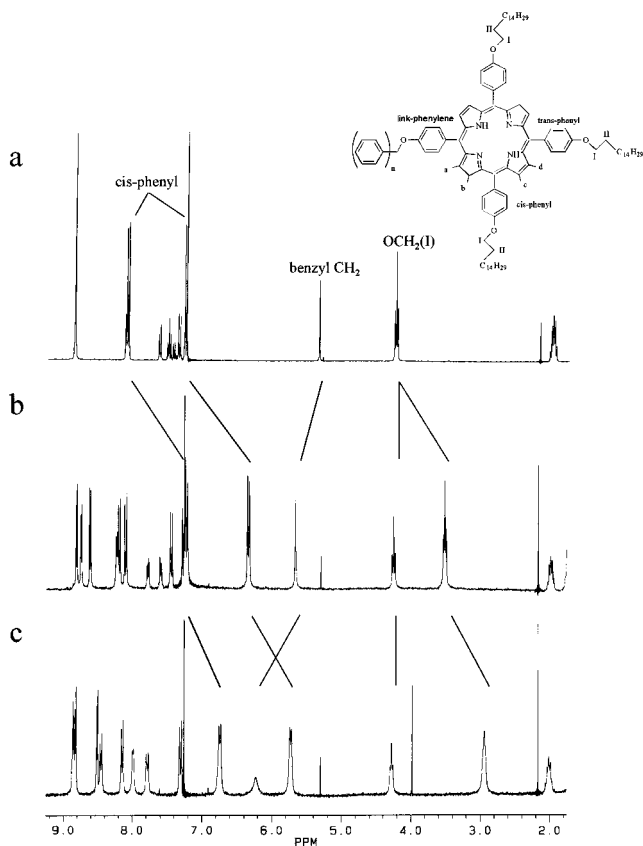 C₁₄H₂₉
II
I
O
link-phenylene
trans-phenyl
II
NH
N
O
O
I
N
NH
C₁₄H₂₉
n
a
b
c
d
cis-phenyl
O
I
II
C₁₄H₂₉
a
cis-phenyl
benzyl CH₂
OCH₂(I)
b
c
9.0 8.0 7.0 6.0 5.0 4.0 3.0 2.0
PPM